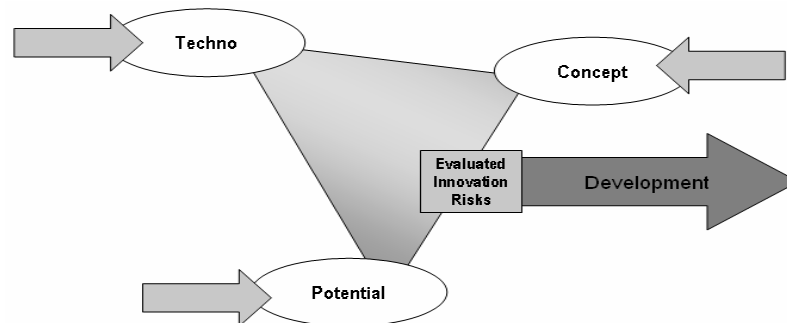 Techno
Concept
Evaluated
Innovation
Risks
Development
Potential